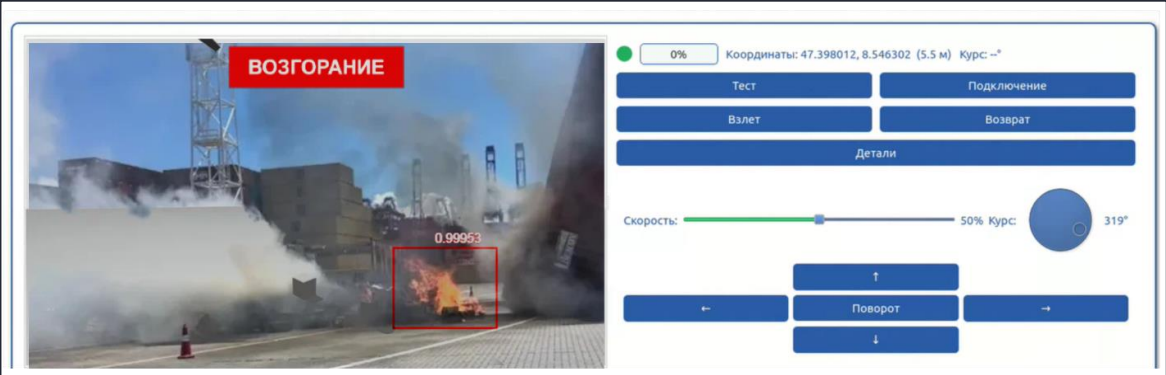 ВОЗГОРАНИЕ
0.99953
0% Координаты: 47.398012, 8.546302 (5.5 м) Курс: --°
Тест Подключение
Взлет Возврат
Детали
Скорость: 50% Курс: 319°
↑
← Поворот →
↓